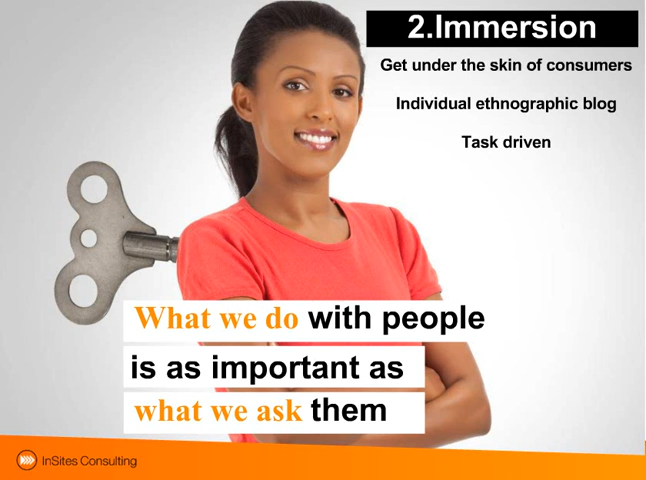 2.Immersion
Get under the skin of consumers
Individual ethnographic blog
Task driven
What we do with people
is as important as
what we ask them
InSites Consulting